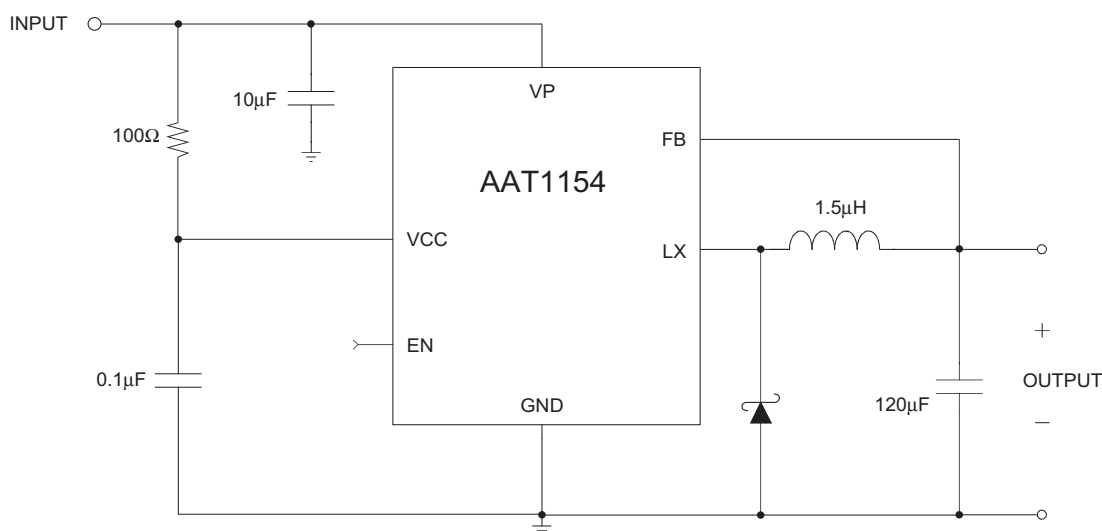 INPUT
10μF
VP
100Ω
FB
AAT1154
1.5μH
VCC
LX
EN
+
0.1μF
OUTPUT
GND
120μF
−